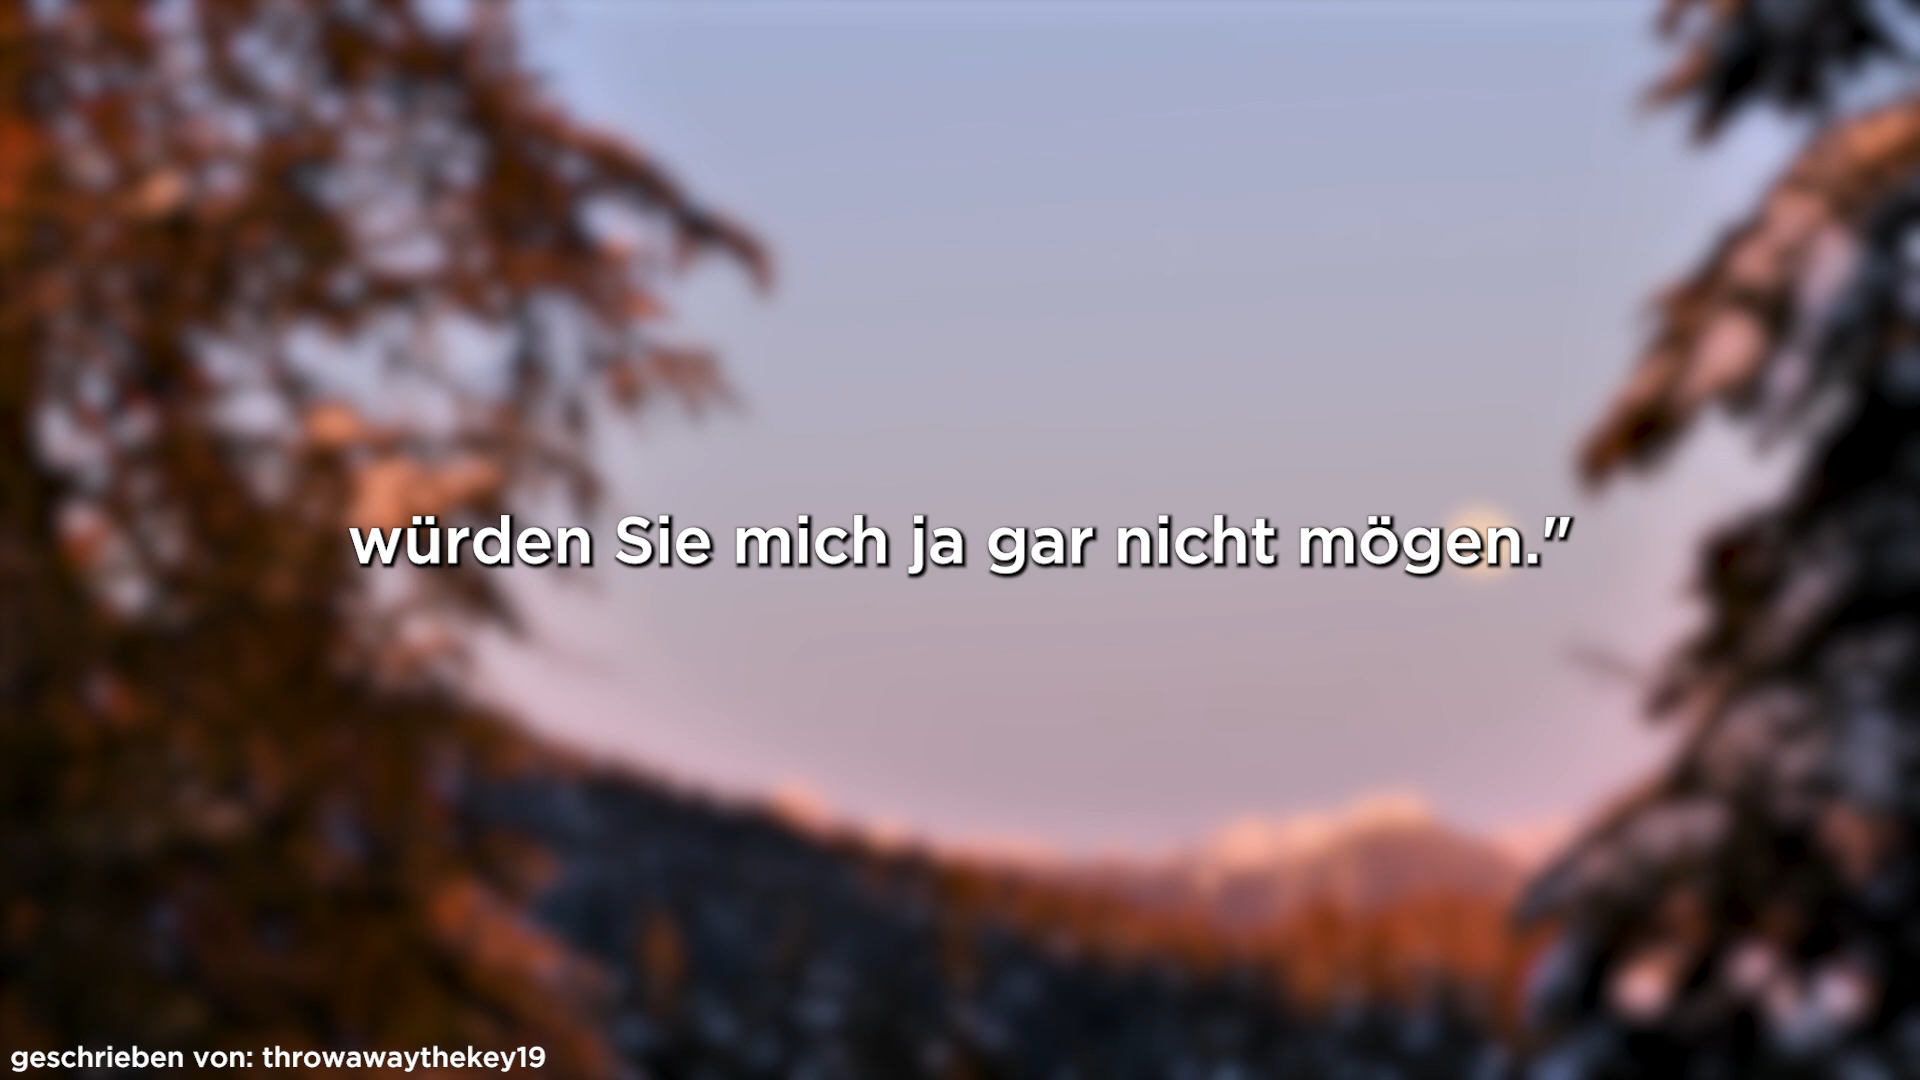 würden Sie mich ja gar nicht mögen."
geschrieben von: throwawaythekey19